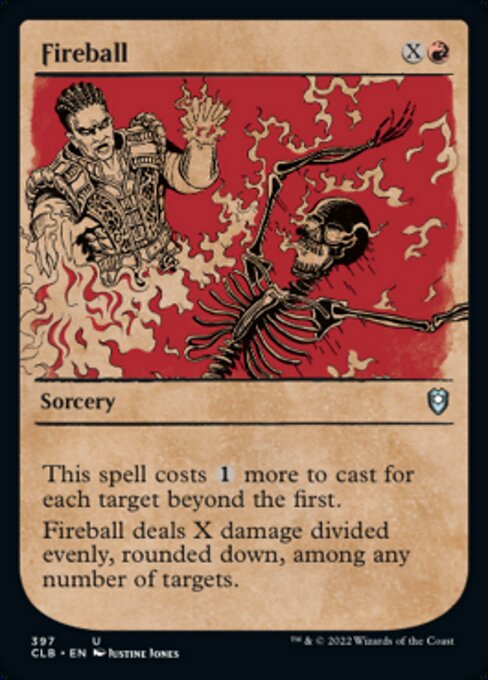 Fireball X
Sorcery
This spell costs 1 more to cast for
each target beyond the first.
Fireball deals X damage divided
evenly, rounded down, among any
number of targets.
397 U
CLB • EN Justine Jones
™ & © 2022 Wizards of the Coast